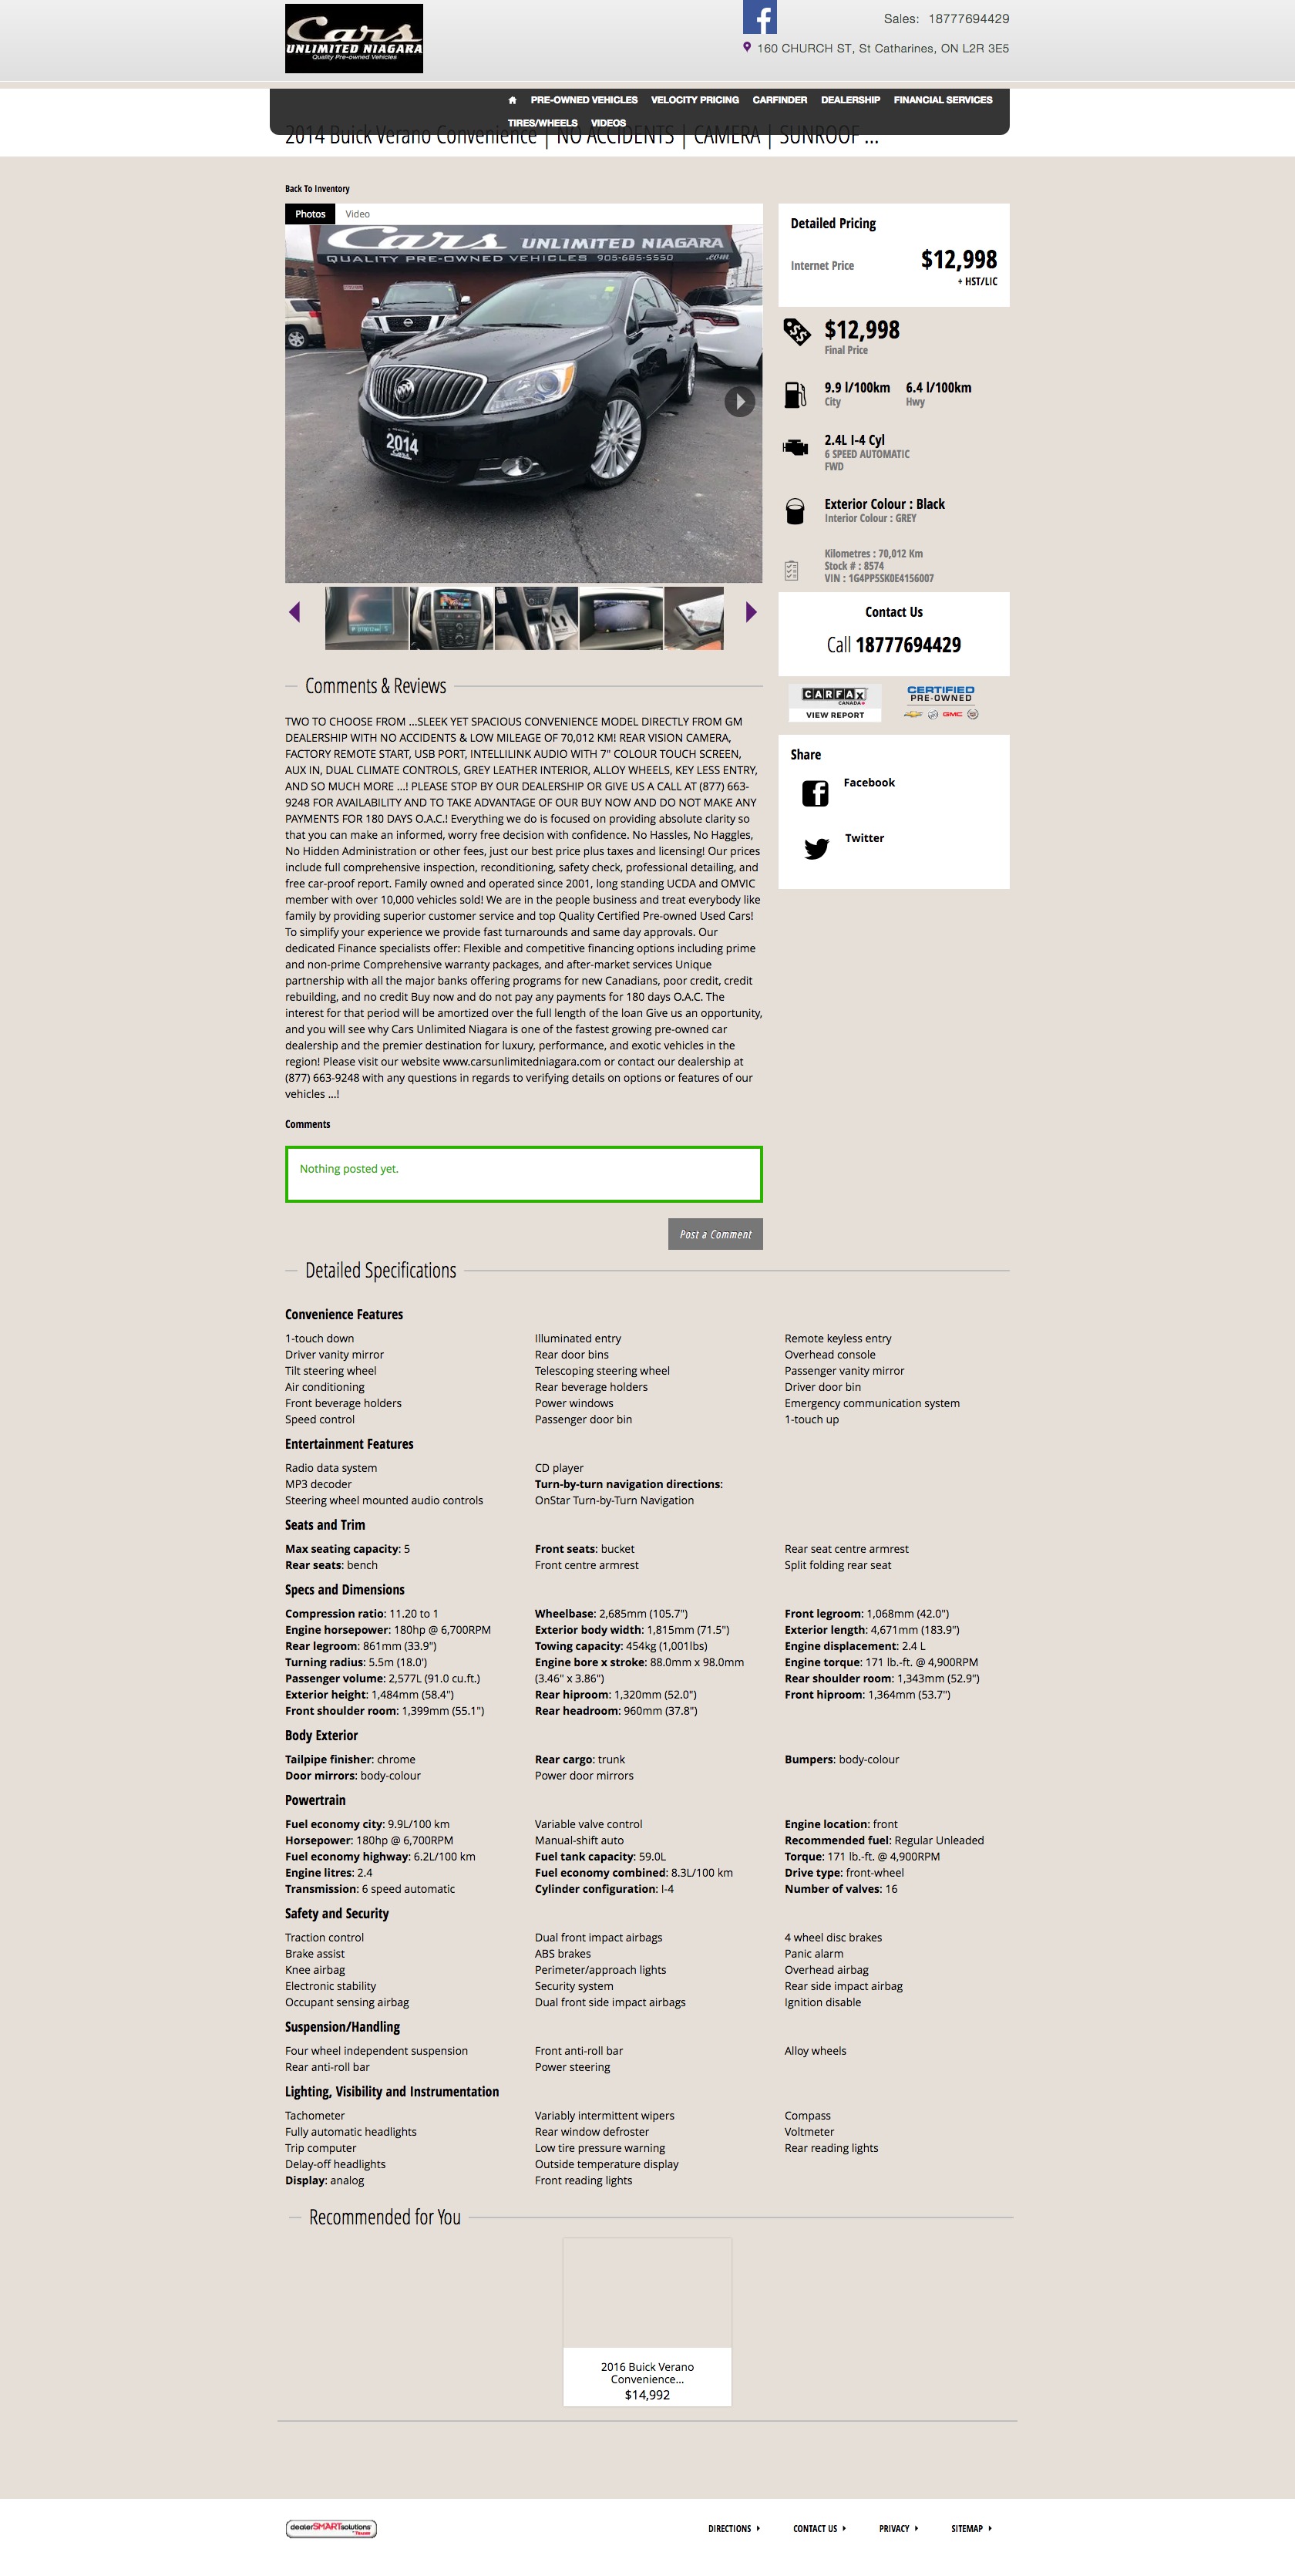 Cars
UNLIMITED NIAGARA
Quality Pre-owned Vehicles
Sales: 18777694429
160 CHURCH ST, St Catharines, ON L2R 3E5
PRE-OWNED VEHICLES VELOCITY PRICING CARFINDER DEALERSHIP FINANCIAL SERVICES
TIRES/WHEELS VIDEOS
2014 Buick Verano Convenience | NO ACCIDENTS | CAMERA | SUNROOF ...
Back To Inventory
Photos Video
Cars UNLIMITED NIAGARA
QUALITY PRE-OWNED VEHICLES 905-685-5550 .com
2014
Cars
Detailed Pricing
Internet Price $12,998
+ HST/LIC
$12,998
Final Price
9.9 l/100km 6.4 l/100km
City Hwy
2.4L I-4 Cyl
6 SPEED AUTOMATIC
FWD
Exterior Colour : Black
Interior Colour : GREY
Kilometres : 70,012 Km
Stock # : 8574
VIN : 1G4PP5SK0E4156007
Contact Us
Call 18777694429
CARFAX
CANADA
VIEW REPORT
CERTIFIED
PRE-OWNED
GMC
Share
Facebook
Twitter
Comments & Reviews
TWO TO CHOOSE FROM ...SLEEK YET SPACIOUS CONVENIENCE MODEL DIRECTLY FROM GM
DEALERSHIP WITH NO ACCIDENTS & LOW MILEAGE OF 70,012 KM! REAR VISION CAMERA,
FACTORY REMOTE START, USB PORT, INTELLILINK AUDIO WITH 7" COLOUR TOUCH SCREEN,
AUX IN, DUAL CLIMATE CONTROLS, GREY LEATHER INTERIOR, ALLOY WHEELS, KEY LESS ENTRY,
AND SO MUCH MORE ...! PLEASE STOP BY OUR DEALERSHIP OR GIVE US A CALL AT (877) 663-
9248 FOR AVAILABILITY AND TO TAKE ADVANTAGE OF OUR BUY NOW AND DO NOT MAKE ANY
PAYMENTS FOR 180 DAYS O.A.C.! Everything we do is focused on providing absolute clarity so
that you can make an informed, worry free decision with confidence. No Hassles, No Haggles,
No Hidden Administration or other fees, just our best price plus taxes and licensing! Our prices
include full comprehensive inspection, reconditioning, safety check, professional detailing, and
free car-proof report. Family owned and operated since 2001, long standing UCDA and OMVIC
member with over 10,000 vehicles sold! We are in the people business and treat everybody like
family by providing superior customer service and top Quality Certified Pre-owned Used Cars!
To simplify your experience we provide fast turnarounds and same day approvals. Our
dedicated Finance specialists offer: Flexible and competitive financing options including prime
and non-prime Comprehensive warranty packages, and after-market services Unique
partnership with all the major banks offering programs for new Canadians, poor credit, credit
rebuilding, and no credit Buy now and do not pay any payments for 180 days O.A.C. The
interest for that period will be amortized over the full length of the loan Give us an opportunity,
and you will see why Cars Unlimited Niagara is one of the fastest growing pre-owned car
dealership and the premier destination for luxury, performance, and exotic vehicles in the
region! Please visit our website www.carsunlimitedniagara.com or contact our dealership at
(877) 663-9248 with any questions in regards to verifying details on options or features of our
vehicles ...!
Comments
Nothing posted yet.
Post a Comment
Detailed Specifications
Convenience Features
1-touch down Illuminated entry Remote keyless entry
Driver vanity mirror Rear door bins Overhead console
Tilt steering wheel Telescoping steering wheel Passenger vanity mirror
Air conditioning Rear beverage holders Driver door bin
Front beverage holders Power windows Emergency communication system
Speed control Passenger door bin 1-touch up
Entertainment Features
Radio data system CD player
MP3 decoder Turn-by-turn navigation directions:
Steering wheel mounted audio controls OnStar Turn-by-Turn Navigation
Seats and Trim
Max seating capacity: 5 Front seats: bucket Rear seat centre armrest
Rear seats: bench Front centre armrest Split folding rear seat
Specs and Dimensions
Compression ratio: 11.20 to 1 Wheelbase: 2,685mm (105.7") Front legroom: 1,068mm (42.0")
Engine horsepower: 180hp @ 6,700RPM Exterior body width: 1,815mm (71.5") Exterior length: 4,671mm (183.9")
Rear legroom: 861mm (33.9") Towing capacity: 454kg (1,001lbs) Engine displacement: 2.4 L
Turning radius: 5.5m (18.0') Engine bore x stroke: 88.0mm x 98.0mm Engine torque: 171 lb.-ft. @ 4,900RPM
Passenger volume: 2,577L (91.0 cu.ft.) (3.46" x 3.86") Rear shoulder room: 1,343mm (52.9")
Exterior height: 1,484mm (58.4") Rear hiproom: 1,320mm (52.0") Front hiproom: 1,364mm (53.7")
Front shoulder room: 1,399mm (55.1") Rear headroom: 960mm (37.8")
Body Exterior
Tailpipe finisher: chrome Rear cargo: trunk Bumpers: body-colour
Door mirrors: body-colour Power door mirrors
Powertrain
Fuel economy city: 9.9L/100 km Variable valve control Engine location: front
Horsepower: 180hp @ 6,700RPM Manual-shift auto Recommended fuel: Regular Unleaded
Fuel economy highway: 6.2L/100 km Fuel tank capacity: 59.0L Torque: 171 lb.-ft. @ 4,900RPM
Engine litres: 2.4 Fuel economy combined: 8.3L/100 km Drive type: front-wheel
Transmission: 6 speed automatic Cylinder configuration: I-4 Number of valves: 16
Safety and Security
Traction control Dual front impact airbags 4 wheel disc brakes
Brake assist ABS brakes Panic alarm
Knee airbag Perimeter/approach lights Overhead airbag
Electronic stability Security system Rear side impact airbag
Occupant sensing airbag Dual front side impact airbags Ignition disable
Suspension/Handling
Four wheel independent suspension Front anti-roll bar Alloy wheels
Rear anti-roll bar Power steering
Lighting, Visibility and Instrumentation
Tachometer Variably intermittent wipers Compass
Fully automatic headlights Rear window defroster Voltmeter
Trip computer Low tire pressure warning Rear reading lights
Delay-off headlights Outside temperature display
Display: analog Front reading lights
Recommended for You
2016 Buick Verano
Convenience...
$14,992
dealerSMARTsolutions
DIRECTIONS CONTACT US PRIVACY SITEMAP